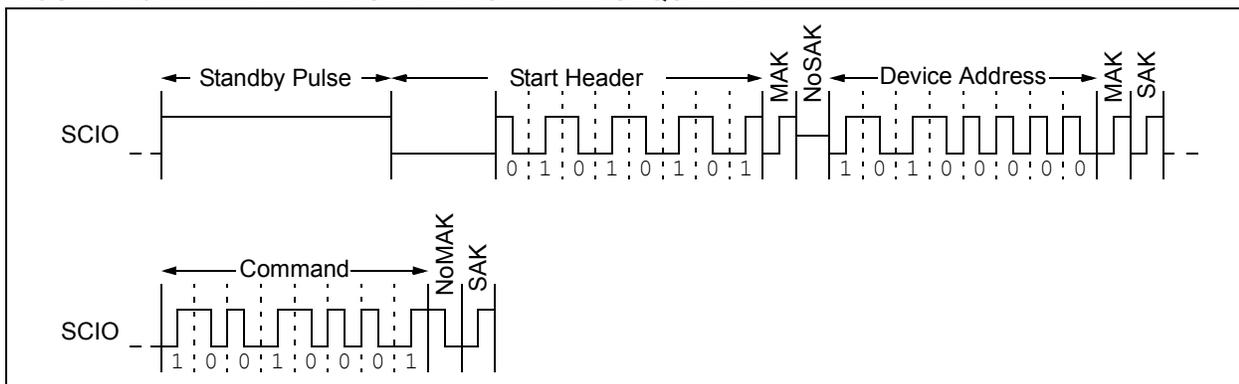 Standby Pulse Start Header MAK NoSAK Device Address MAK SAK
SCIO
0 1 0 1 0 1 0 1 1 0 1 0 0 0 0 0
Command NoMAK SAK
SCIO
1 0 0 1 0 0 0 1